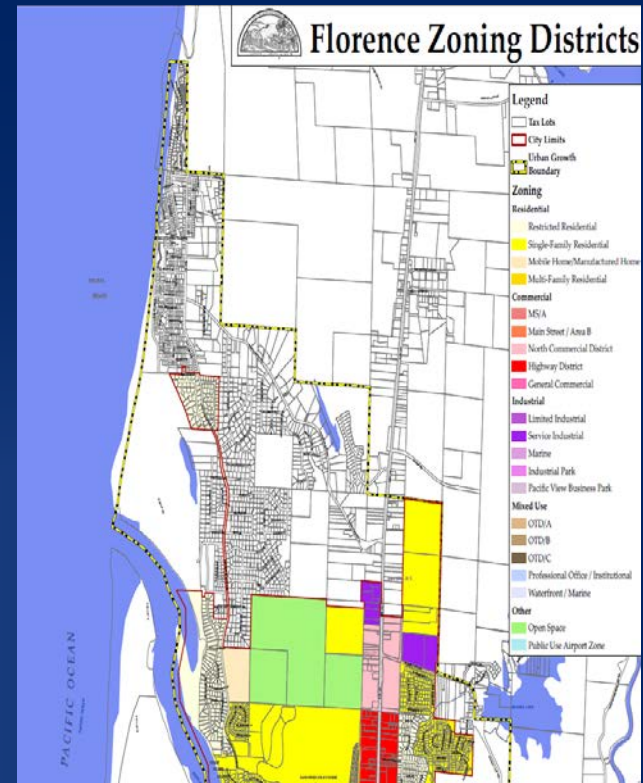 Florence Zoning Districts
Legend
Tax Lots
City Limits
Urban Growth
Boundary
Zoning
Residential
Restricted Residential
Single-Family Residential
Mobile Home/Manufactured Home
Multi-Family Residential
Commercial
MS/A
Main Street / Area B
North Commercial District
Highway District
General Commercial
Industrial
Limited Industrial
Service Industrial
Marine
Industrial Park
Pacific View Business Park
Mixed Use
OTD/A
OTD/B
OTD/C
Professional Office / Institutional
Waterfront / Marine
Other
Open Space
Public Use Airport Zone
PACIFIC OCEAN